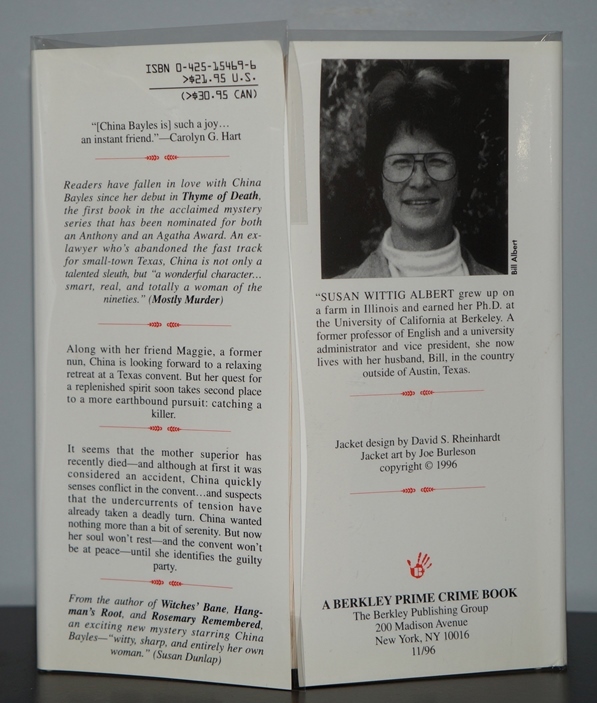 ISBN 0-425-15469-6
>$21.95 U.S.
(>$30.95 CAN)
“[China Bayles is] such a joy…
an instant friend.”—Carolyn G. Hart
Readers have fallen in love with China
Bayles since her debut in Thyme of Death,
the first book in the acclaimed mystery
series that has been nominated for both
an Anthony and an Agatha Award. An ex-
lawyer who’s abandoned the fast track
for small-town Texas, China is not only a
talented sleuth, but “a wonderful character…
smart, real, and totally a woman of the
nineties.” (Mostly Murder)
Along with her friend Maggie, a former
nun, China is looking forward to a relaxing
retreat at a Texas convent. But her quest for
a replenished spirit soon takes second place
to a more earthbound pursuit: catching a
killer.
It seems that the mother superior has
recently died—and although at first it was
considered an accident, China quickly
senses conflict in the convent…and suspects
that the undercurrents of tension have
already taken a deadly turn. China wanted
nothing more than a bit of serenity. But now
her soul won’t rest—and the convent won’t
be at peace—until she identifies the guilty
party.
From the author of Witches’ Bane, Hang-
man’s Root, and Rosemary Remembered,
an exciting new mystery starring China
Bayles—“witty, sharp, and entirely her own
woman.” (Susan Dunlap)
Bill Albert
“SUSAN WITTIG ALBERT grew up on
a farm in Illinois and earned her Ph.D. at
the University of California at Berkeley. A
former professor of English and a university
administrator and vice president, she now
lives with her husband, Bill, in the country
outside of Austin, Texas.
Jacket design by David S. Rheinhardt
Jacket art by Joe Burleson
copyright © 1996
A BERKLEY PRIME CRIME BOOK
The Berkley Publishing Group
200 Madison Avenue
New York, NY 10016
11/96